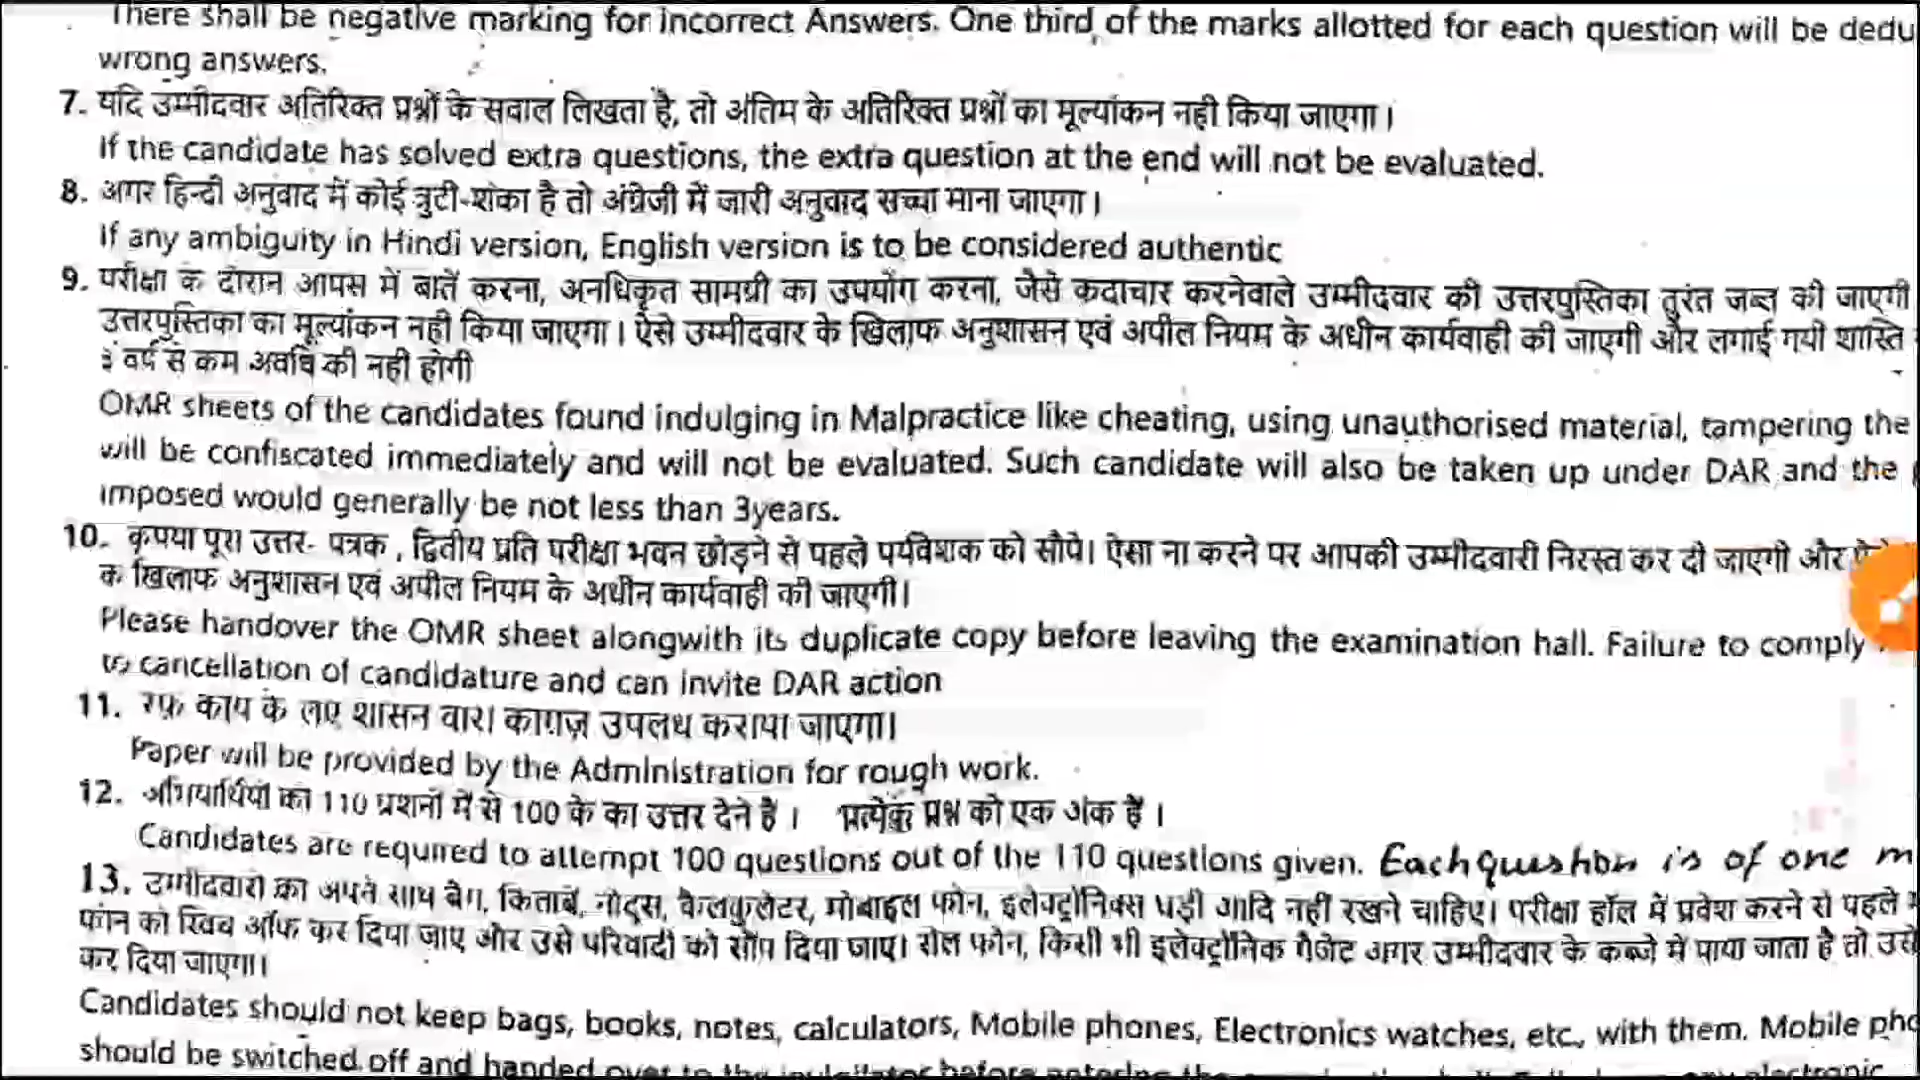 There shall be negative marking for incorrect Answers. One third of the marks allotted for each question will be dedu
wrong answers.
7. यदि उम्मीदवार अतिरिक्त प्रश्नों के सवाल लिखता है, तो अंतिम के अतिरिक्त प्रश्नों का मूल्यांकन नही किया जाएगा।
If the candidate has solved extra questions, the extra question at the end will not be evaluated.
8. अगर हिन्दी अनुवाद में कोई त्रुटी-शंका है तो अंग्रेजी में जारी अनुवाद सच्चा माना जाएगा।
If any ambiguity in Hindi version, English version is to be considered authentic
9. परीक्षा के दौरान आपस में बातें करना, अनधिकृत सामग्री का उपयोग करना, जैसे कदाचार करनेवाले उम्मीदवार की उत्तरपुस्तिका तुरंत जब्त की जाएगी
उत्तरपुस्तिका का मूल्यांकन नही किया जाएगा। ऐसे उम्मीदवार के खिलाफ अनुशासन एवं अपील नियम के अधीन कार्यवाही की जाएगी और लगाई गयी शास्ति
३ वर्ष से कम अवधि की नही होगी
OMR sheets of the candidates found indulging in Malpractice like cheating, using unauthorised material, tampering the
will be confiscated immediately and will not be evaluated. Such candidate will also be taken up under DAR and the
imposed would generally be not less than 3years.
10. कृपया पूरा उत्तर- पत्रक , द्वितीय प्रति परीक्षा भवन छोड़ने से पहले पर्यवेक्षक को सौपे। ऐसा ना करने पर आपकी उम्मीदवारी निरस्त कर दी जाएगी और
के खिलाफ अनुशासन एवं अपील नियम के अधीन कार्यवाही की जाएगी।
Please handover the OMR sheet alongwith its duplicate copy before leaving the examination hall. Failure to comply
to cancellation of candidature and can invite DAR action
11. रफ़ काय के लए शासन वारा काग़ज़ उपलध कराया जाएगा।
Paper will be provided by the Administration for rough work.
12. को 110 प्रशनों में से 100 के का उत्तर देने है । प्रत्येक प्रश्न को एक अंक हैं ।
Candidates are required to attempt 100 questions out of the 110 questions given. Each question is of one m
13. उम्मीदवारों को अपने साथ बैग, किताबें, नोट्स, कैलकुलेटर, मोबाइल फोन, इलेक्ट्रोनिक्स घड़ी आदि नहीं रखने चाहिए। परीक्षा हॉल में प्रवेश करने से पहले
फोन को स्विच ऑफ कर दिया जाए और उसे परिवादी को सौंप दिया जाए। सेल फोन, किसी भी इलेक्ट्रौनिक गैजेट अगर उम्मीदवार के कब्जे में पाया जाता है तो उसे
कर दिया जाएगा।
Candidates should not keep bags, books, notes, calculators, Mobile phones, Electronics watches, etc., with them. Mobile pho
should be switched off and handed over to the invigilator before entering the electronic